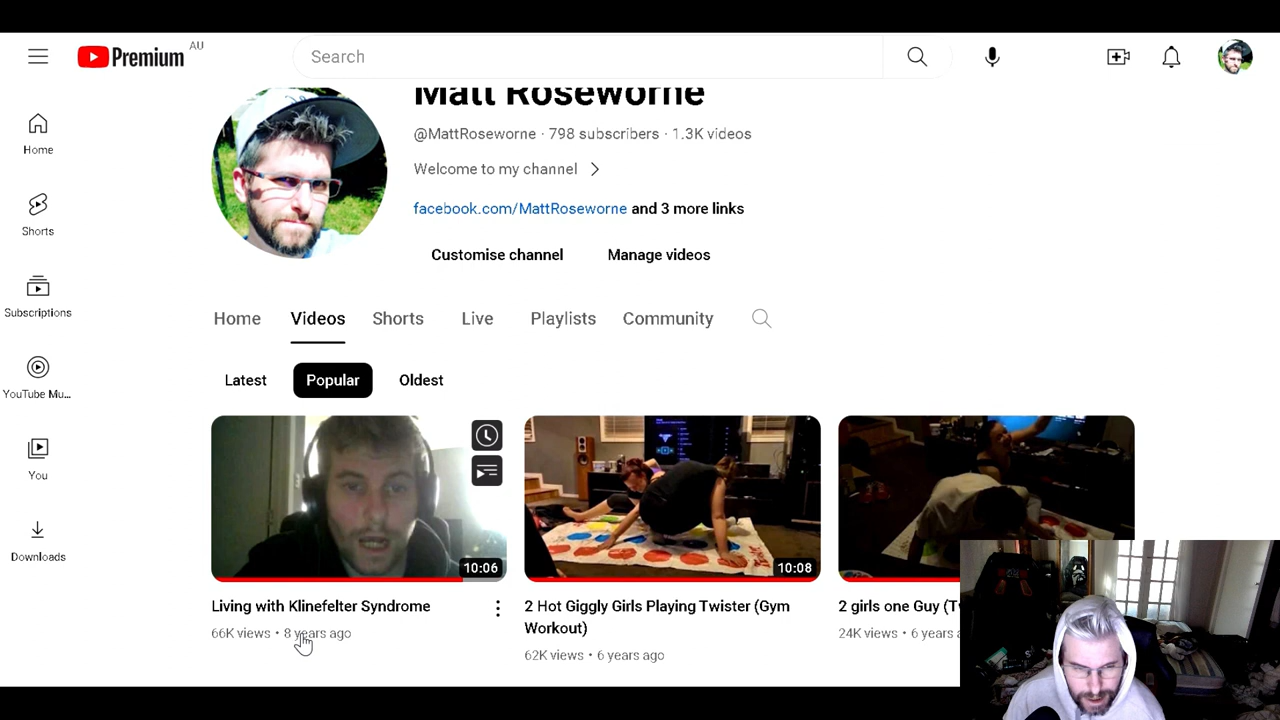 Premium AU
Search
Matt Roseworne
@MattRoseworne · 798 subscribers · 1.3K videos
Welcome to my channel
facebook.com/MattRoseworne and 3 more links
Customise channel Manage videos
Home
Shorts
Subscriptions
YouTube Mu...
You
Downloads
Home Videos Shorts Live Playlists Community
Latest Popular Oldest
10:06
10:08
Living with Klinefelter Syndrome
66K views • 8 years ago
2 Hot Giggly Girls Playing Twister (Gym
Workout)
62K views • 6 years ago
2 girls one Guy
24K views • 6 years